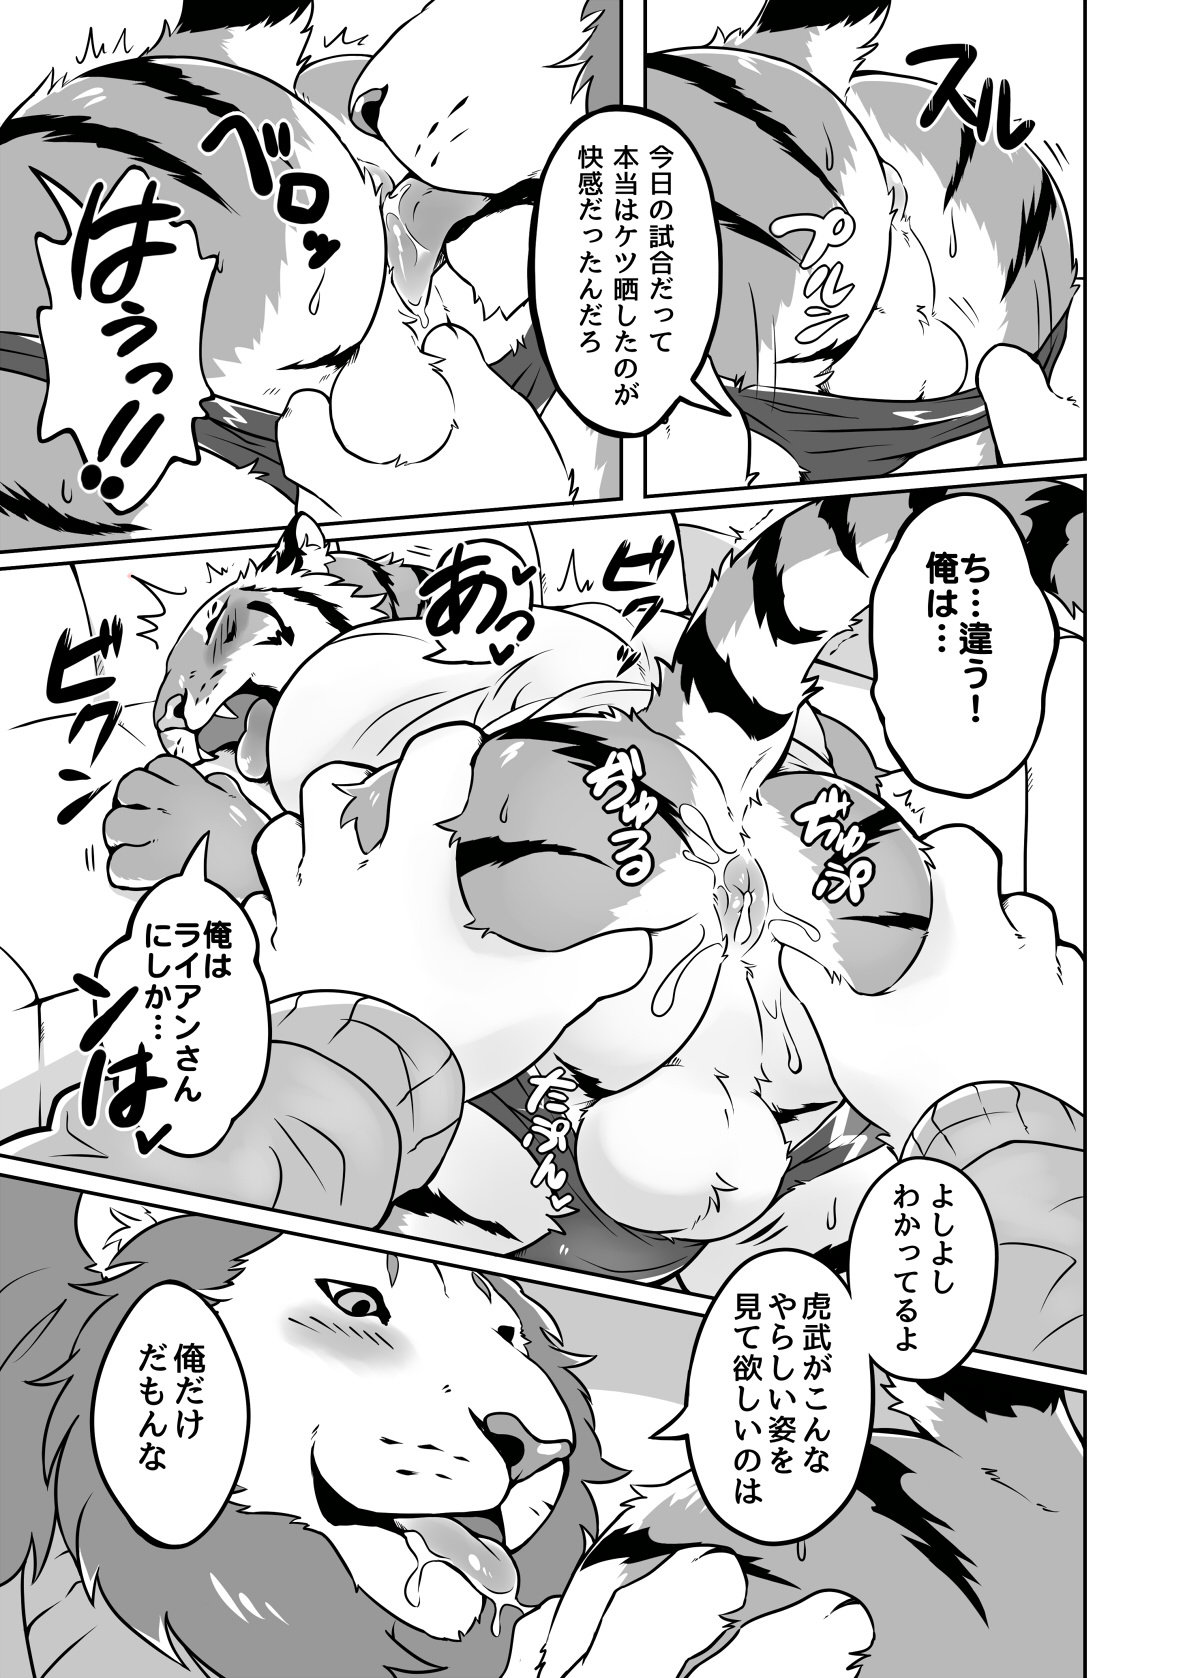 スル
プルン
今日の試合だって
本当はケツ晒したのが
快感だったんだろ
ベロォッ
はうっ!!
ち…違う!
俺は…
ビク
あっ♥
ビクン
ぢゅぷ
ぢゅるる
俺は
ライアンさん
にしか…
ンはっ♥
たぷん♥
よしよし
わかってるよ
虎武がこんな
やらしい姿を
見て欲しいのは
俺だけ
だもんな